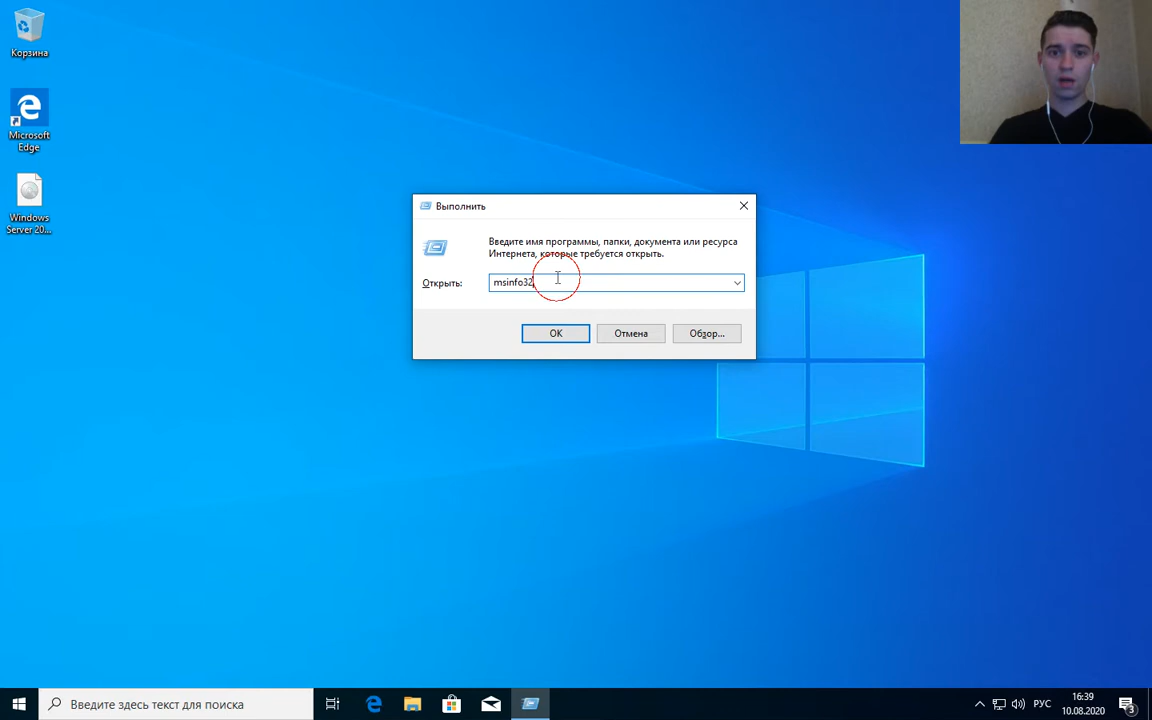 Корзина
Microsoft
Edge
Windows
Server 20...
Выполнить
Введите имя программы, папки, документа или ресурса
Интернета, которые требуется открыть.
Открыть:
msinfo32
ОК
Отмена
Обзор...
Введите здесь текст для поиска
РУС
16:39
10.08.2020
3